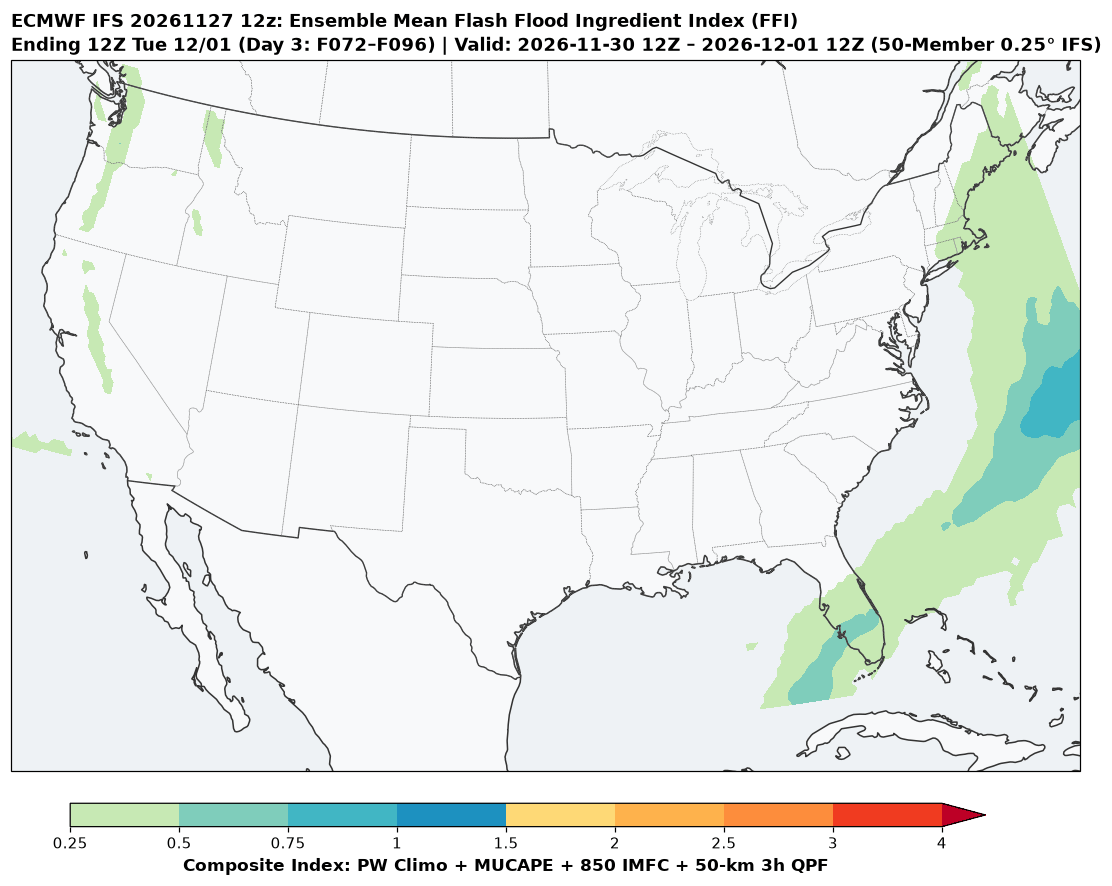 ECMWF IFS 20261127 12z: Ensemble Mean Flash Flood Ingredient Index (FFI)
Ending 12Z Tue 12/01 (Day 3: F072–F096) | Valid: 2026-11-30 12Z – 2026-12-01 12Z (50-Member 0.25° IFS)
0.25 0.5 0.75 1 1.5 2 2.5 3 4
Composite Index: PW Climo + MUCAPE + 850 IMFC + 50-km 3h QPF